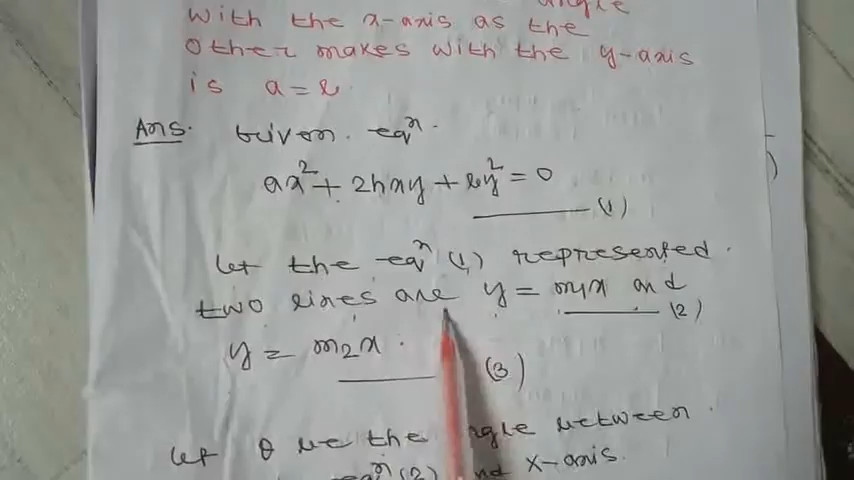 with the x-axis as the
other makes with the y-axis
is a = b
Ans. Given eqⁿ.
ax² + 2hxy + by² = 0
(1)
Let the eqⁿ (1) represented
two lines are y = m₁x and
(2)
y = m₂x.
(3)
Let θ be the angle between
eqⁿ (2) and x-axis.